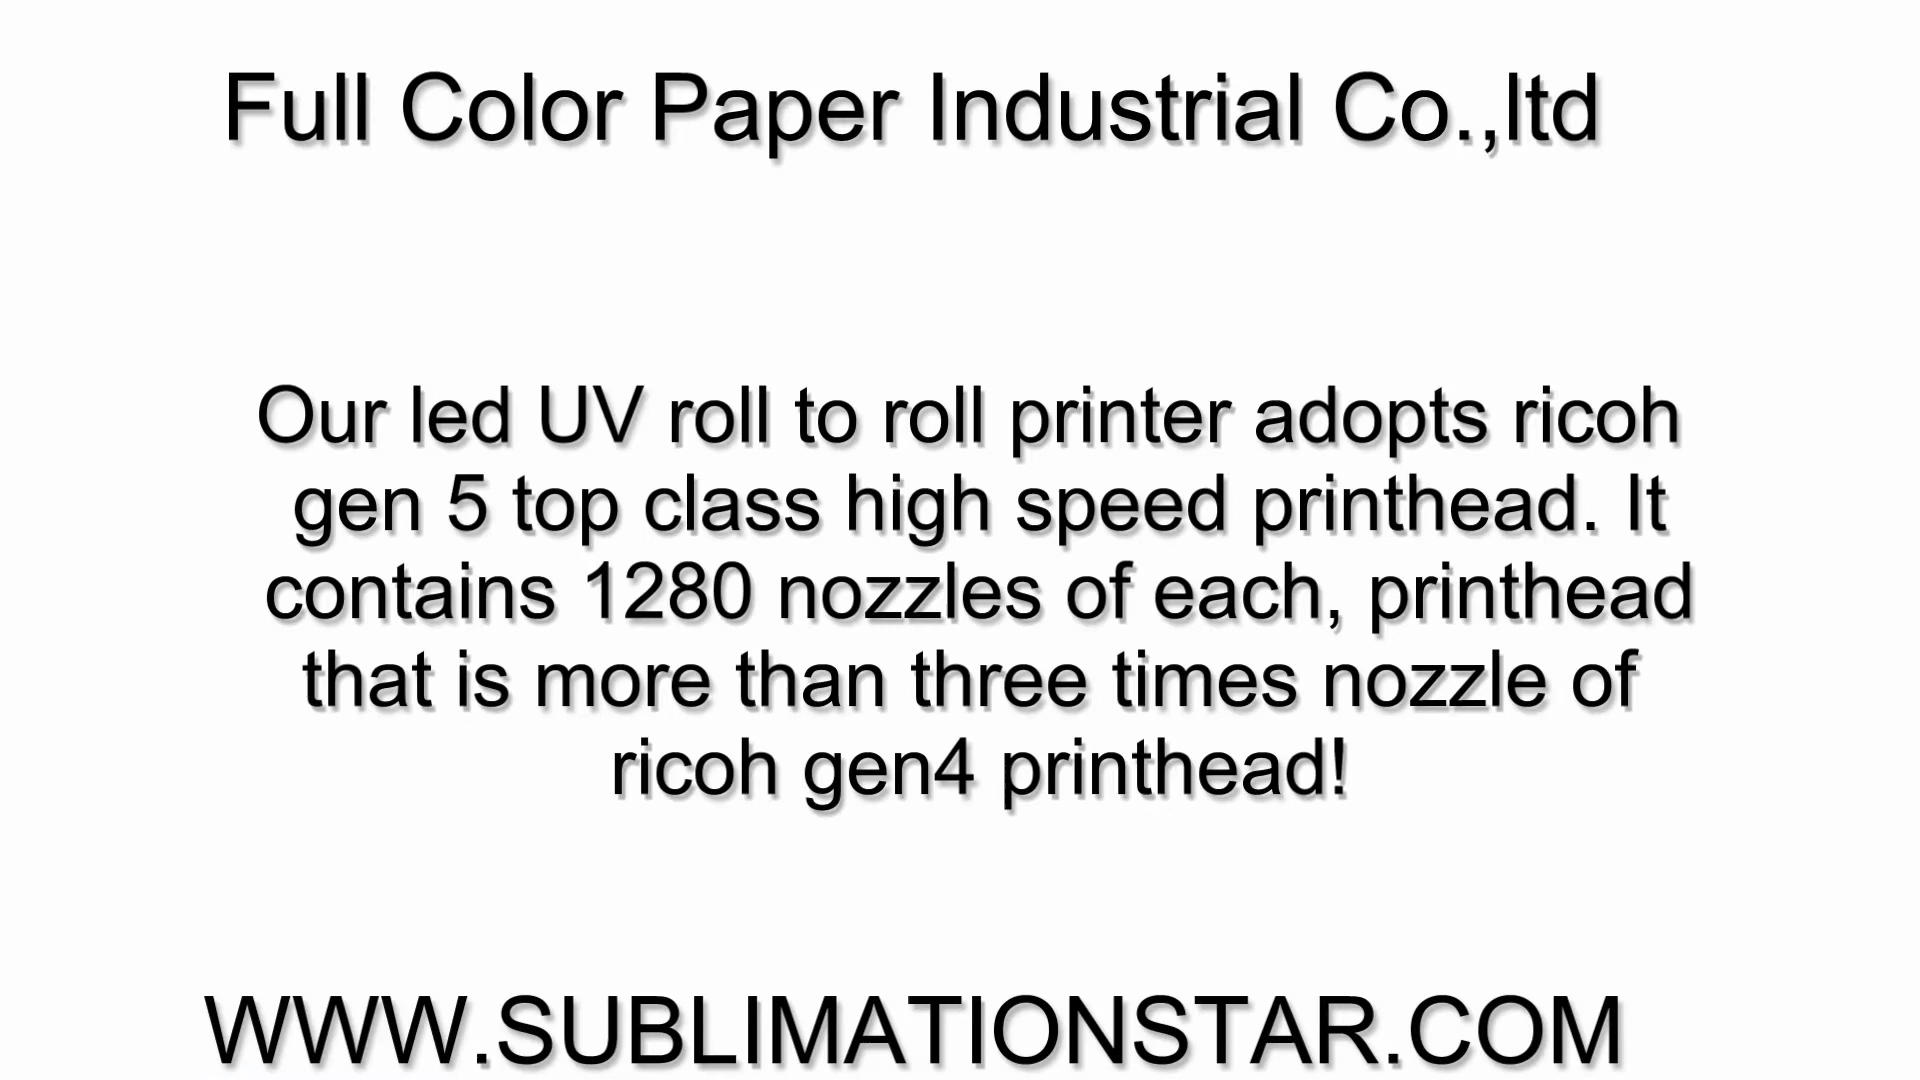 Full Color Paper Industrial Co.,ltd
Our led UV roll to roll printer adopts ricoh
gen 5 top class high speed printhead. It
contains 1280 nozzles of each, printhead
that is more than three times nozzle of
ricoh gen4 printhead!
WWW.SUBLIMATIONSTAR.COM